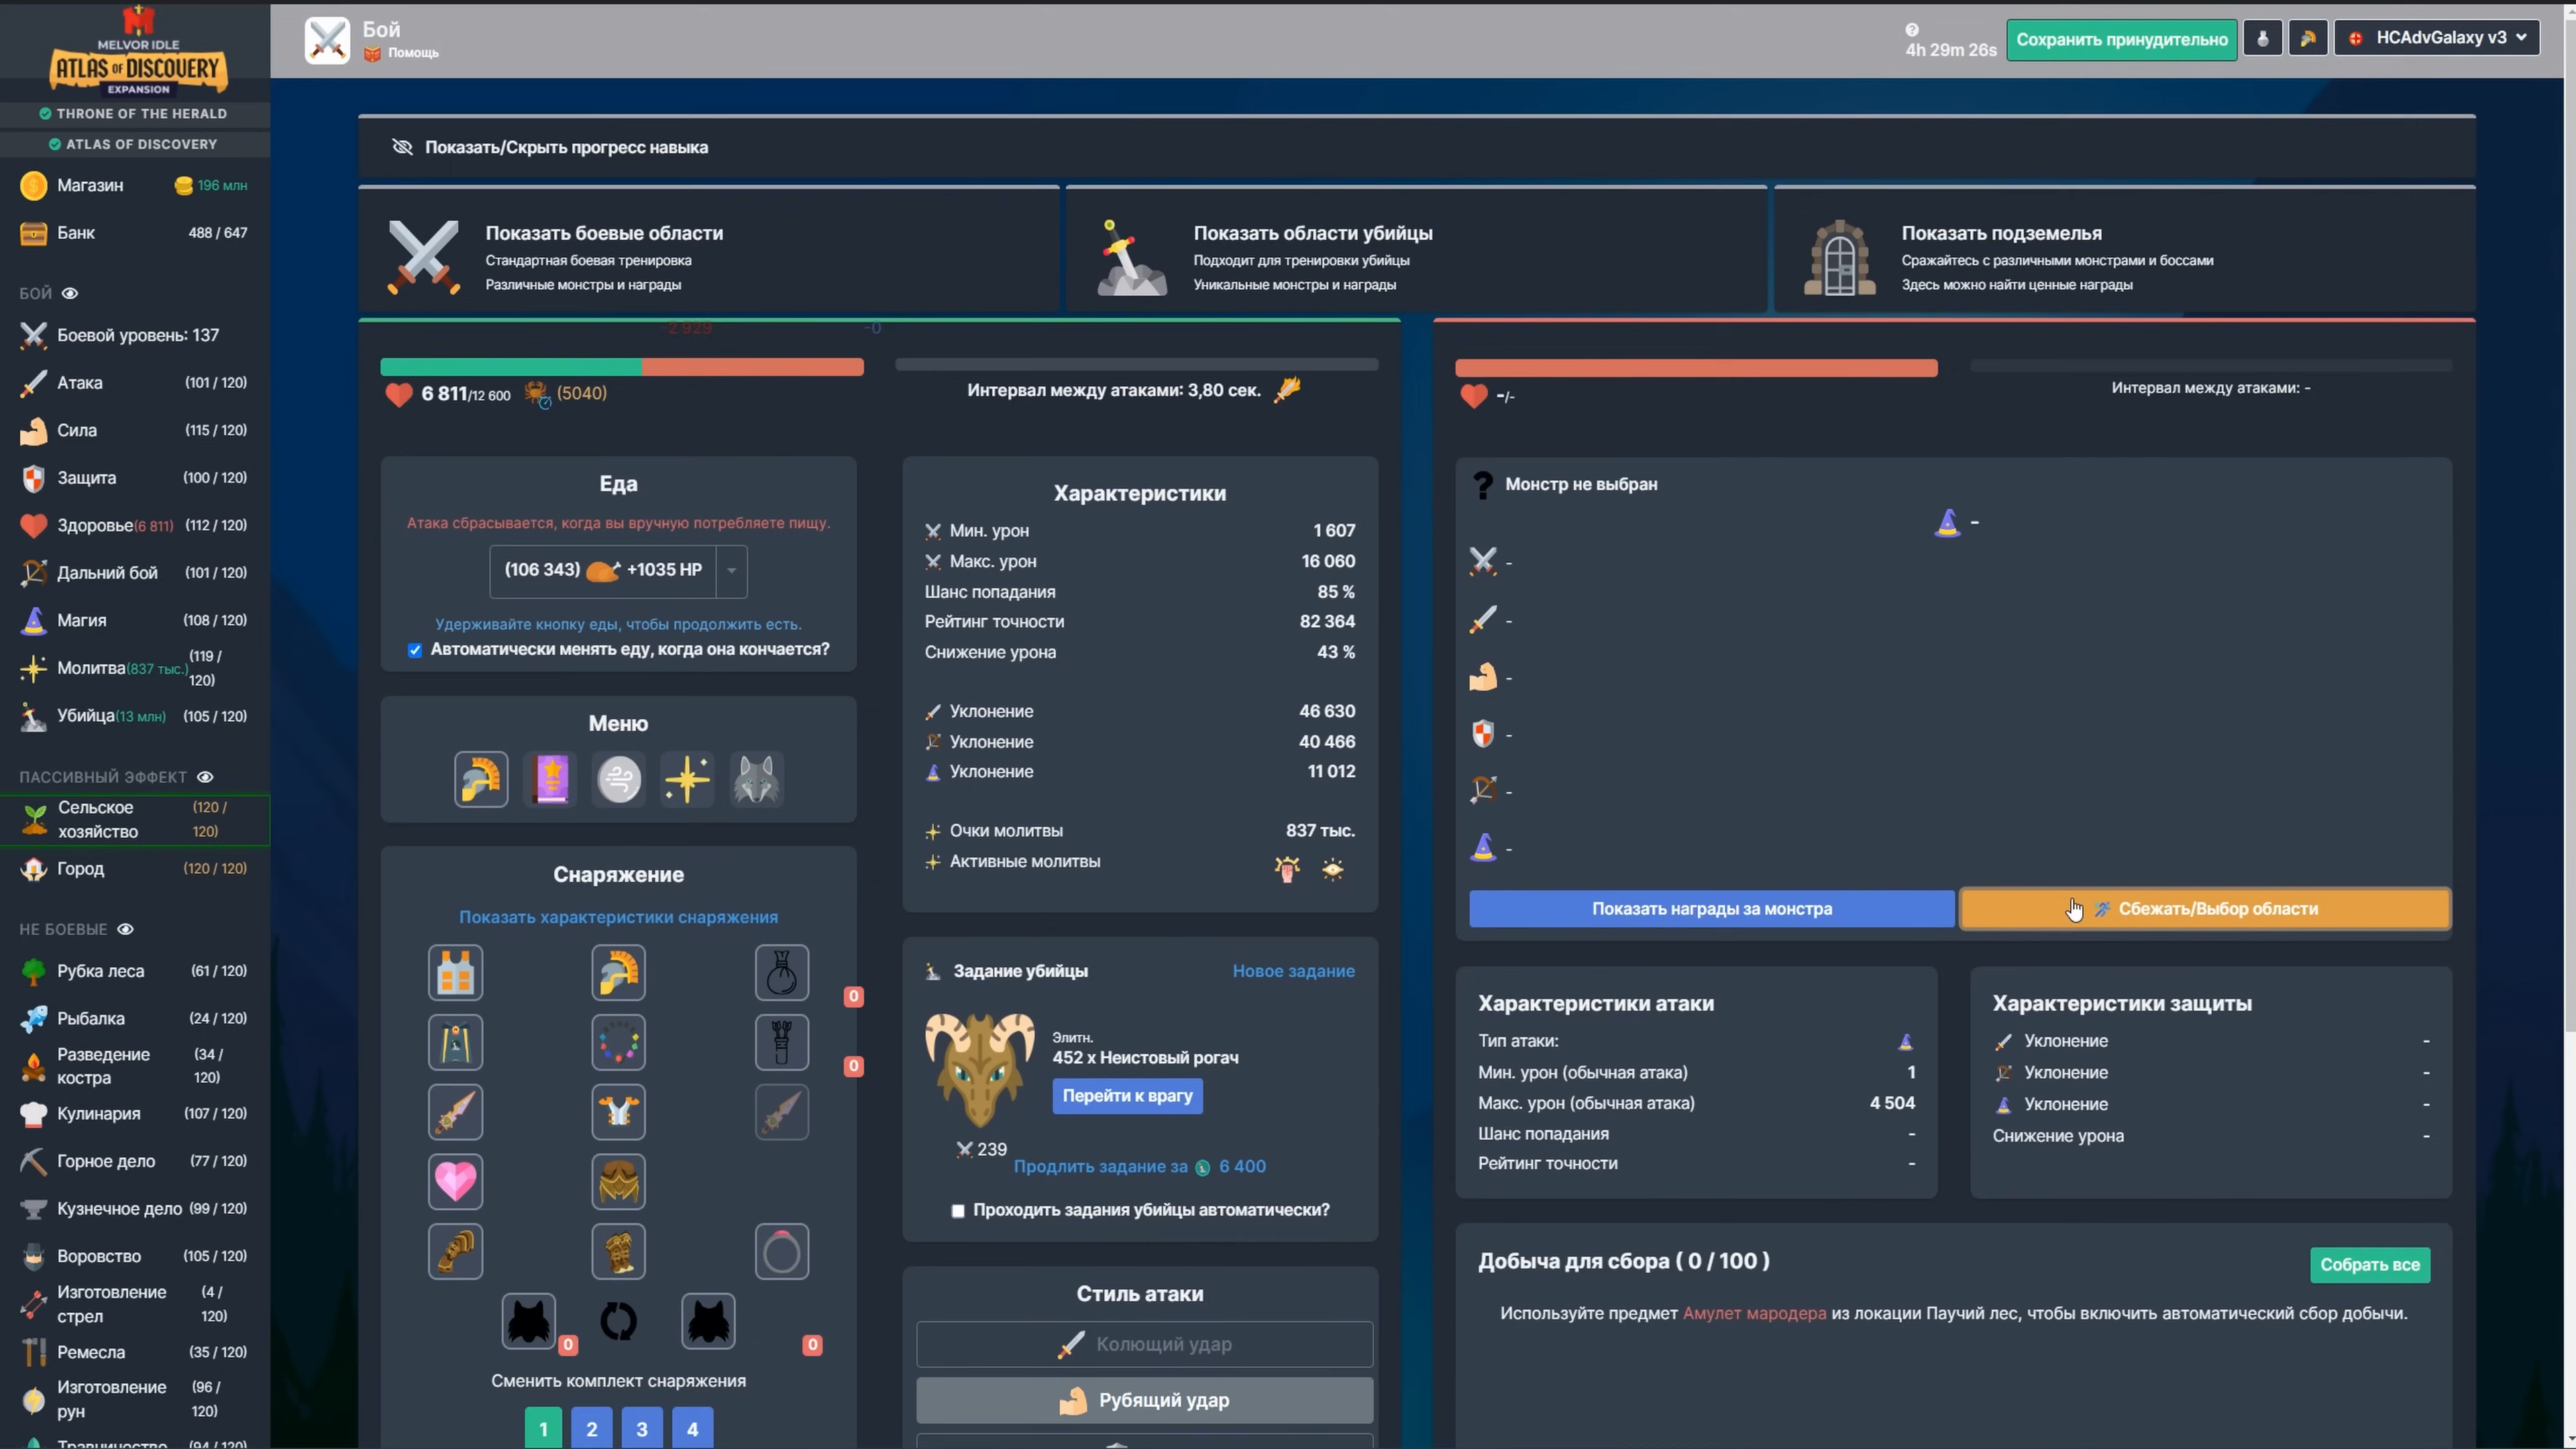 MELVOR IDLE
ATLAS OF DISCOVERY
EXPANSION
THRONE OF THE HERALD
ATLAS OF DISCOVERY
Магазин 196 млн
Банк 488 / 647
БОЙ
Боевой уровень: 137
Атака (101 / 120)
Сила (115 / 120)
Защита (100 / 120)
Здоровье(6 811) (112 / 120)
Дальний бой (101 / 120)
Магия (108 / 120)
Молитва(837 тыс.) (119 / 120)
Убийца(13 млн) (105 / 120)
ПАССИВНЫЙ ЭФФЕКТ
Сельское хозяйство (120 / 120)
Город (120 / 120)
НЕ БОЕВЫЕ
Рубка леса (61 / 120)
Рыбалка (24 / 120)
Разведение костра (34 / 120)
Кулинария (107 / 120)
Горное дело (77 / 120)
Кузнечное дело (99 / 120)
Воровство (105 / 120)
Изготовление стрел (4 / 120)
Ремесла (35 / 120)
Изготовление рун (96 / 120)
Травничество (94 / 120)
Бой
Помощь
4h 29m 26s
Сохранить принудительно
HCAdvGalaxy v3
Показать/Скрыть прогресс навыка
Показать боевые области
Стандартная боевая тренировка
Различные монстры и награды
Показать области убийцы
Подходит для тренировки убийцы
Уникальные монстры и награды
Показать подземелья
Сражайтесь с различными монстрами и боссами
Здесь можно найти ценные награды
-2 929
-0
6 811/12 600 (5040)
Интервал между атаками: 3,80 сек.
Еда
Атака сбрасывается, когда вы вручную потребляете пищу.
(106 343) +1035 HP
Удерживайте кнопку еды, чтобы продолжить есть.
Автоматически менять еду, когда она кончается?
Меню
Снаряжение
Показать характеристики снаряжения
0
0
0
0
Сменить комплект снаряжения
1 2 3 4
Характеристики
Мин. урон 1 607
Макс. урон 16 060
Шанс попадания 85 %
Рейтинг точности 82 364
Снижение урона 43 %
Уклонение 46 630
Уклонение 40 466
Уклонение 11 012
Очки молитвы 837 тыс.
Активные молитвы
Задание убийцы Новое задание
Элитн.
452 x Неистовый рогач
Перейти к врагу
239
Продлить задание за 6 400
Проходить задания убийцы автоматически?
Стиль атаки
Колющий удар
Рубящий удар
-/-
Интервал между атаками: -
? Монстр не выбран
-
-
-
-
-
-
-
Показать награды за монстра
Сбежать/Выбор области
Характеристики атаки
Тип атаки:
Мин. урон (обычная атака) 1
Макс. урон (обычная атака) 4 504
Шанс попадания -
Рейтинг точности -
Характеристики защиты
Уклонение -
Уклонение -
Уклонение -
Снижение урона -
Добыча для сбора ( 0 / 100 )
Собрать все
Используйте предмет Амулет мародера из локации Паучий лес, чтобы включить автоматический сбор добычи.